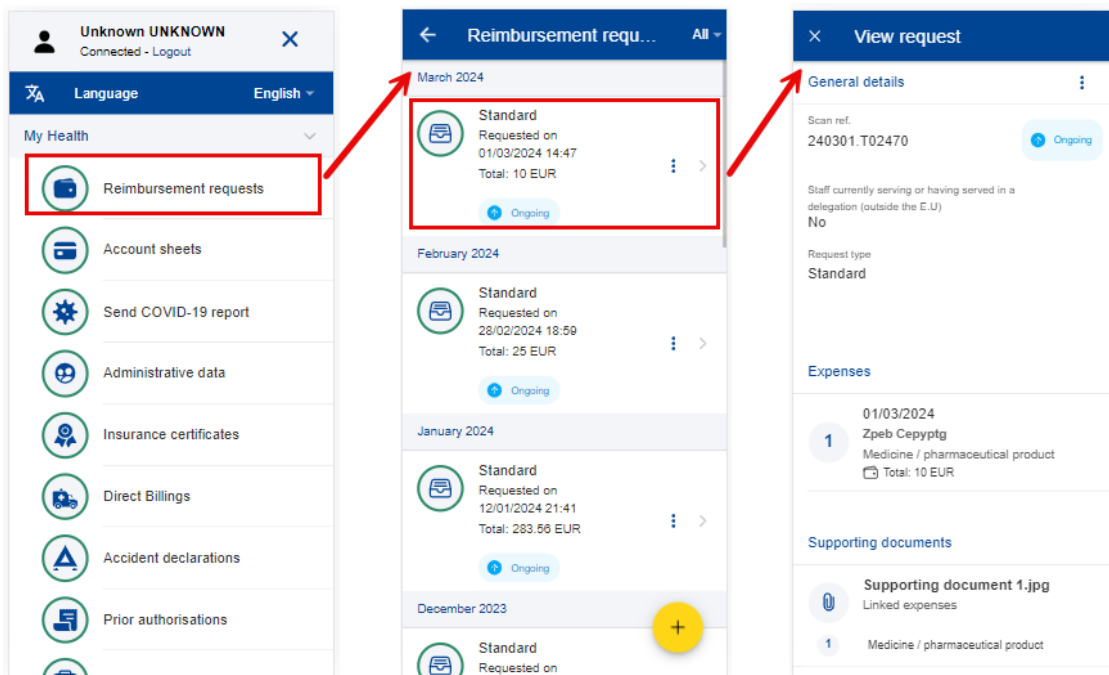 Unknown UNKNOWN
Connected - Logout
Language
English
My Health
Reimbursement requests
Account sheets
Send COVID-19 report
Administrative data
Insurance certificates
Direct Billings
Accident declarations
Prior authorisations
Reimbursement requ...
All
March 2024
Standard
Requested on
01/03/2024 14:47
Total: 10 EUR
Ongoing
February 2024
Standard
Requested on
28/02/2024 18:59
Total: 25 EUR
Ongoing
January 2024
Standard
Requested on
12/01/2024 21:41
Total: 283.56 EUR
Ongoing
December 2023
Standard
Requested on
View request
General details
Scan ref.
240301.T02470
Ongoing
Staff currently serving or having served in a
delegation (outside the E.U)
No
Request type
Standard
Expenses
1
01/03/2024
Zpeb Cepyptg
Medicine / pharmaceutical product
Total: 10 EUR
Supporting documents
Supporting document 1.jpg
Linked expenses
1
Medicine / pharmaceutical product